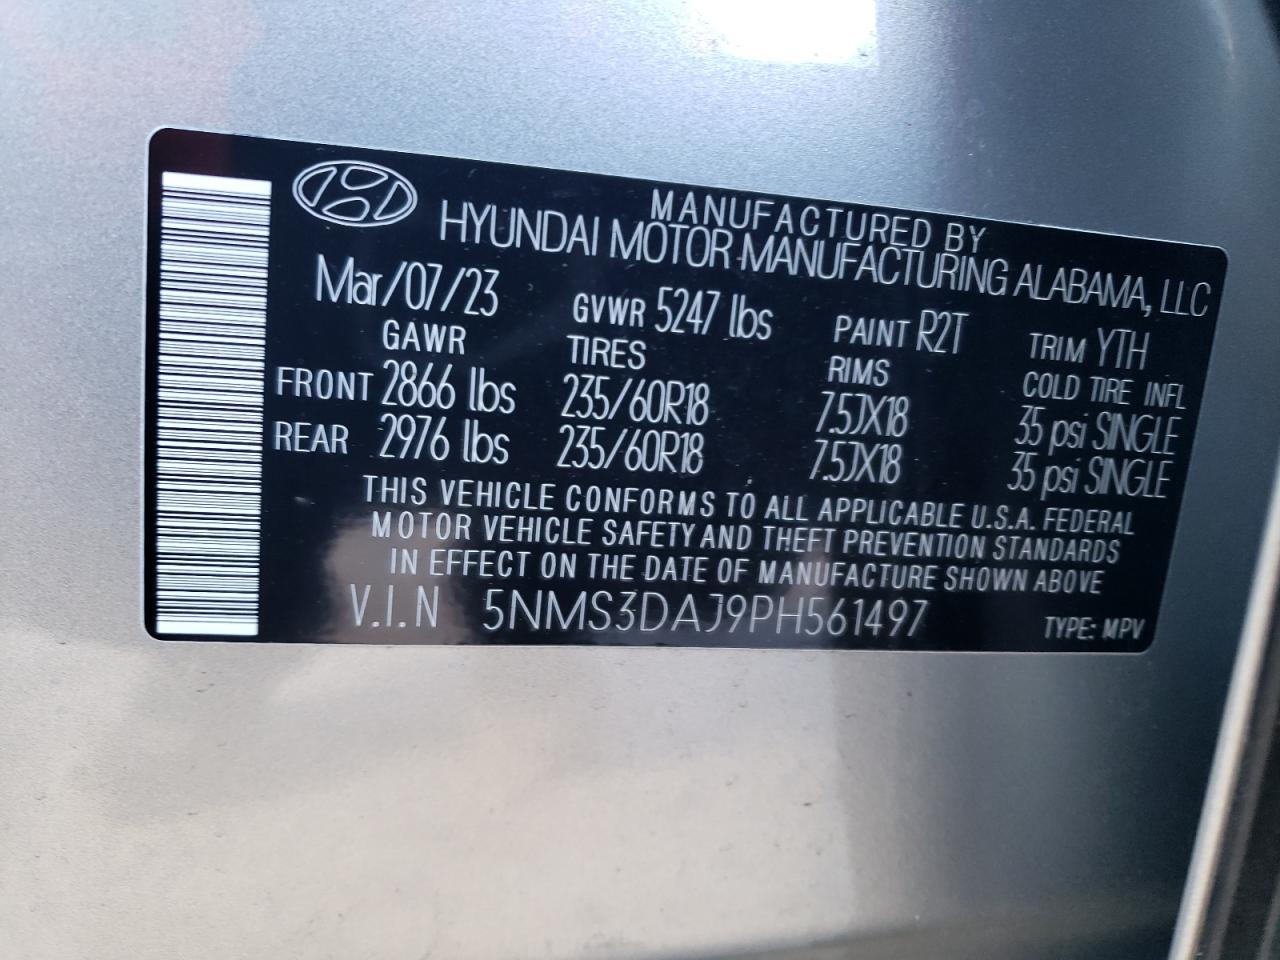 MANUFACTURED BY
HYUNDAI MOTOR MANUFACTURING ALABAMA, LLC
Mar/07/23 GVWR 5247 lbs PAINT R2T TRIM YTH
GAWR TIRES RIMS COLD TIRE INFL
FRONT 2866 lbs 235/60R18 7.5JX18 35 psi SINGLE
REAR 2976 lbs 235/60R18 7.5JX18 35 psi SINGLE
THIS VEHICLE CONFORMS TO ALL APPLICABLE U.S.A. FEDERAL
MOTOR VEHICLE SAFETY AND THEFT PREVENTION STANDARDS
IN EFFECT ON THE DATE OF MANUFACTURE SHOWN ABOVE
V.I.N 5NMS3DAJ9PH561497 TYPE: MPV